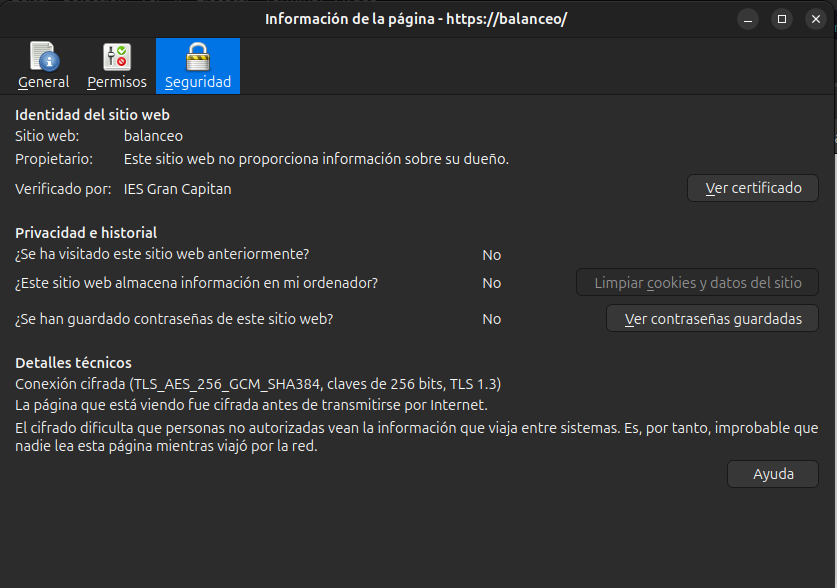 Información de la página - https://balanceo/
General Permisos Seguridad
Identidad del sitio web
Sitio web: balanceo
Propietario: Este sitio web no proporciona información sobre su dueño.
Verificado por: IES Gran Capitan Ver certificado
Privacidad e historial
¿Se ha visitado este sitio web anteriormente? No
¿Este sitio web almacena información en mi ordenador? No Limpiar cookies y datos del sitio
¿Se han guardado contraseñas de este sitio web? No Ver contraseñas guardadas
Detalles técnicos
Conexión cifrada (TLS_AES_256_GCM_SHA384, claves de 256 bits, TLS 1.3)
La página que está viendo fue cifrada antes de transmitirse por Internet.
El cifrado dificulta que personas no autorizadas vean la información que viaja entre sistemas. Es, por tanto, improbable que
nadie lea esta página mientras viajó por la red.
Ayuda